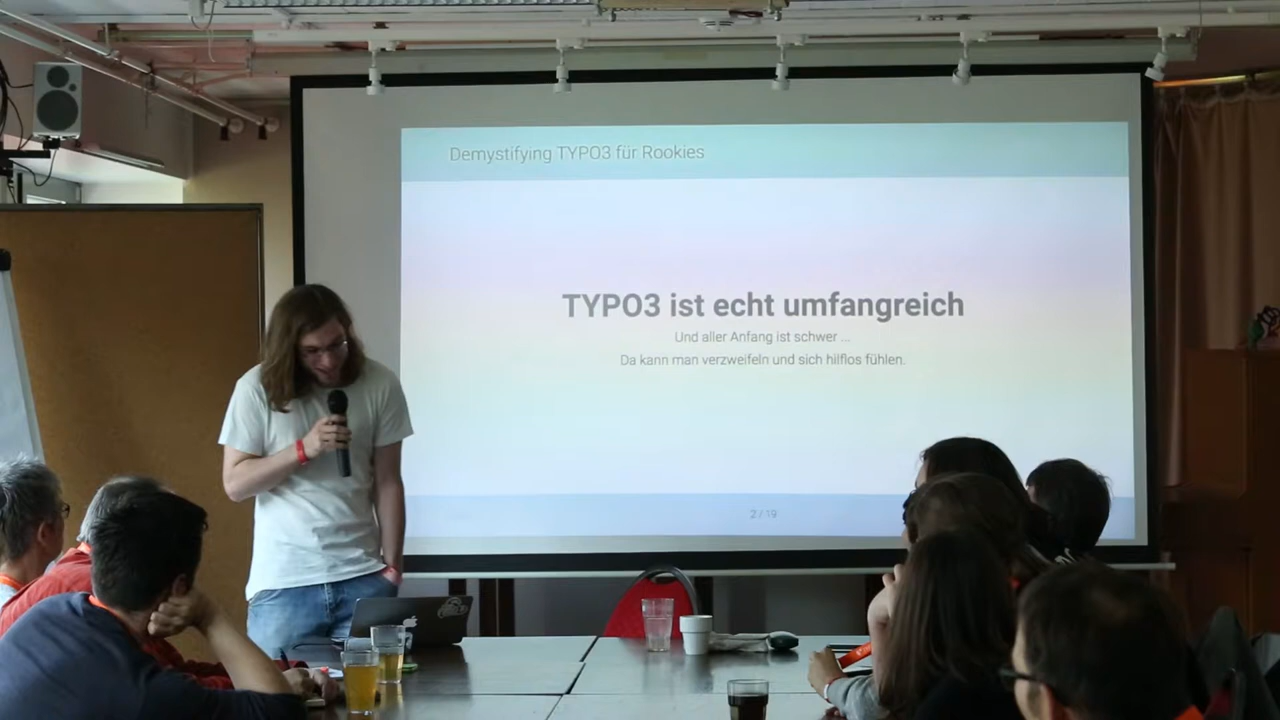 Demystifying TYPO3 für Rookies
TYPO3 ist echt umfangreich
Und aller Anfang ist schwer ...
Da kann man verzweifeln und sich hilflos fühlen.
2 / 19